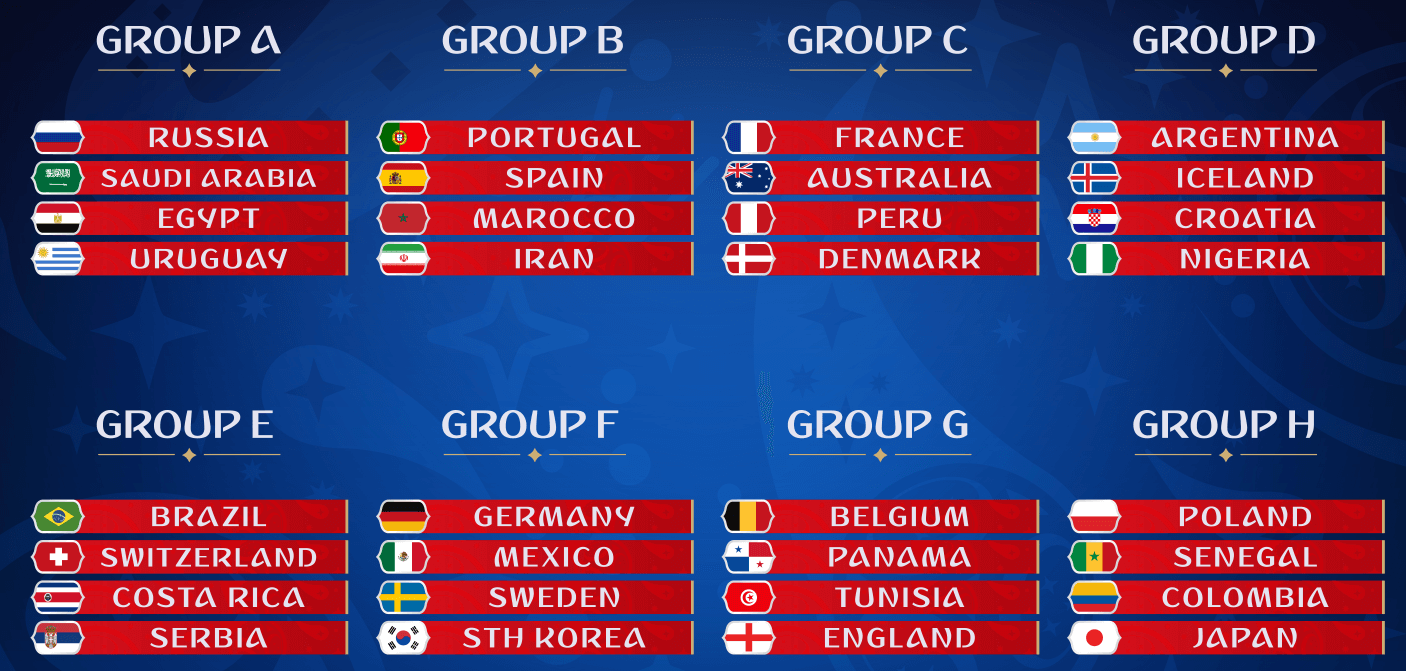 GROUP A
RUSSIA
SAUDI ARABIA
EGYPT
URUGUAY
GROUP B
PORTUGAL
SPAIN
MAROCCO
IRAN
GROUP C
FRANCE
AUSTRALIA
PERU
DENMARK
GROUP D
ARGENTINA
ICELAND
CROATIA
NIGERIA
GROUP E
BRAZIL
SWITZERLAND
COSTA RICA
SERBIA
GROUP F
GERMANY
MEXICO
SWEDEN
STH KOREA
GROUP G
BELGIUM
PANAMA
TUNISIA
ENGLAND
GROUP H
POLAND
SENEGAL
COLOMBIA
JAPAN